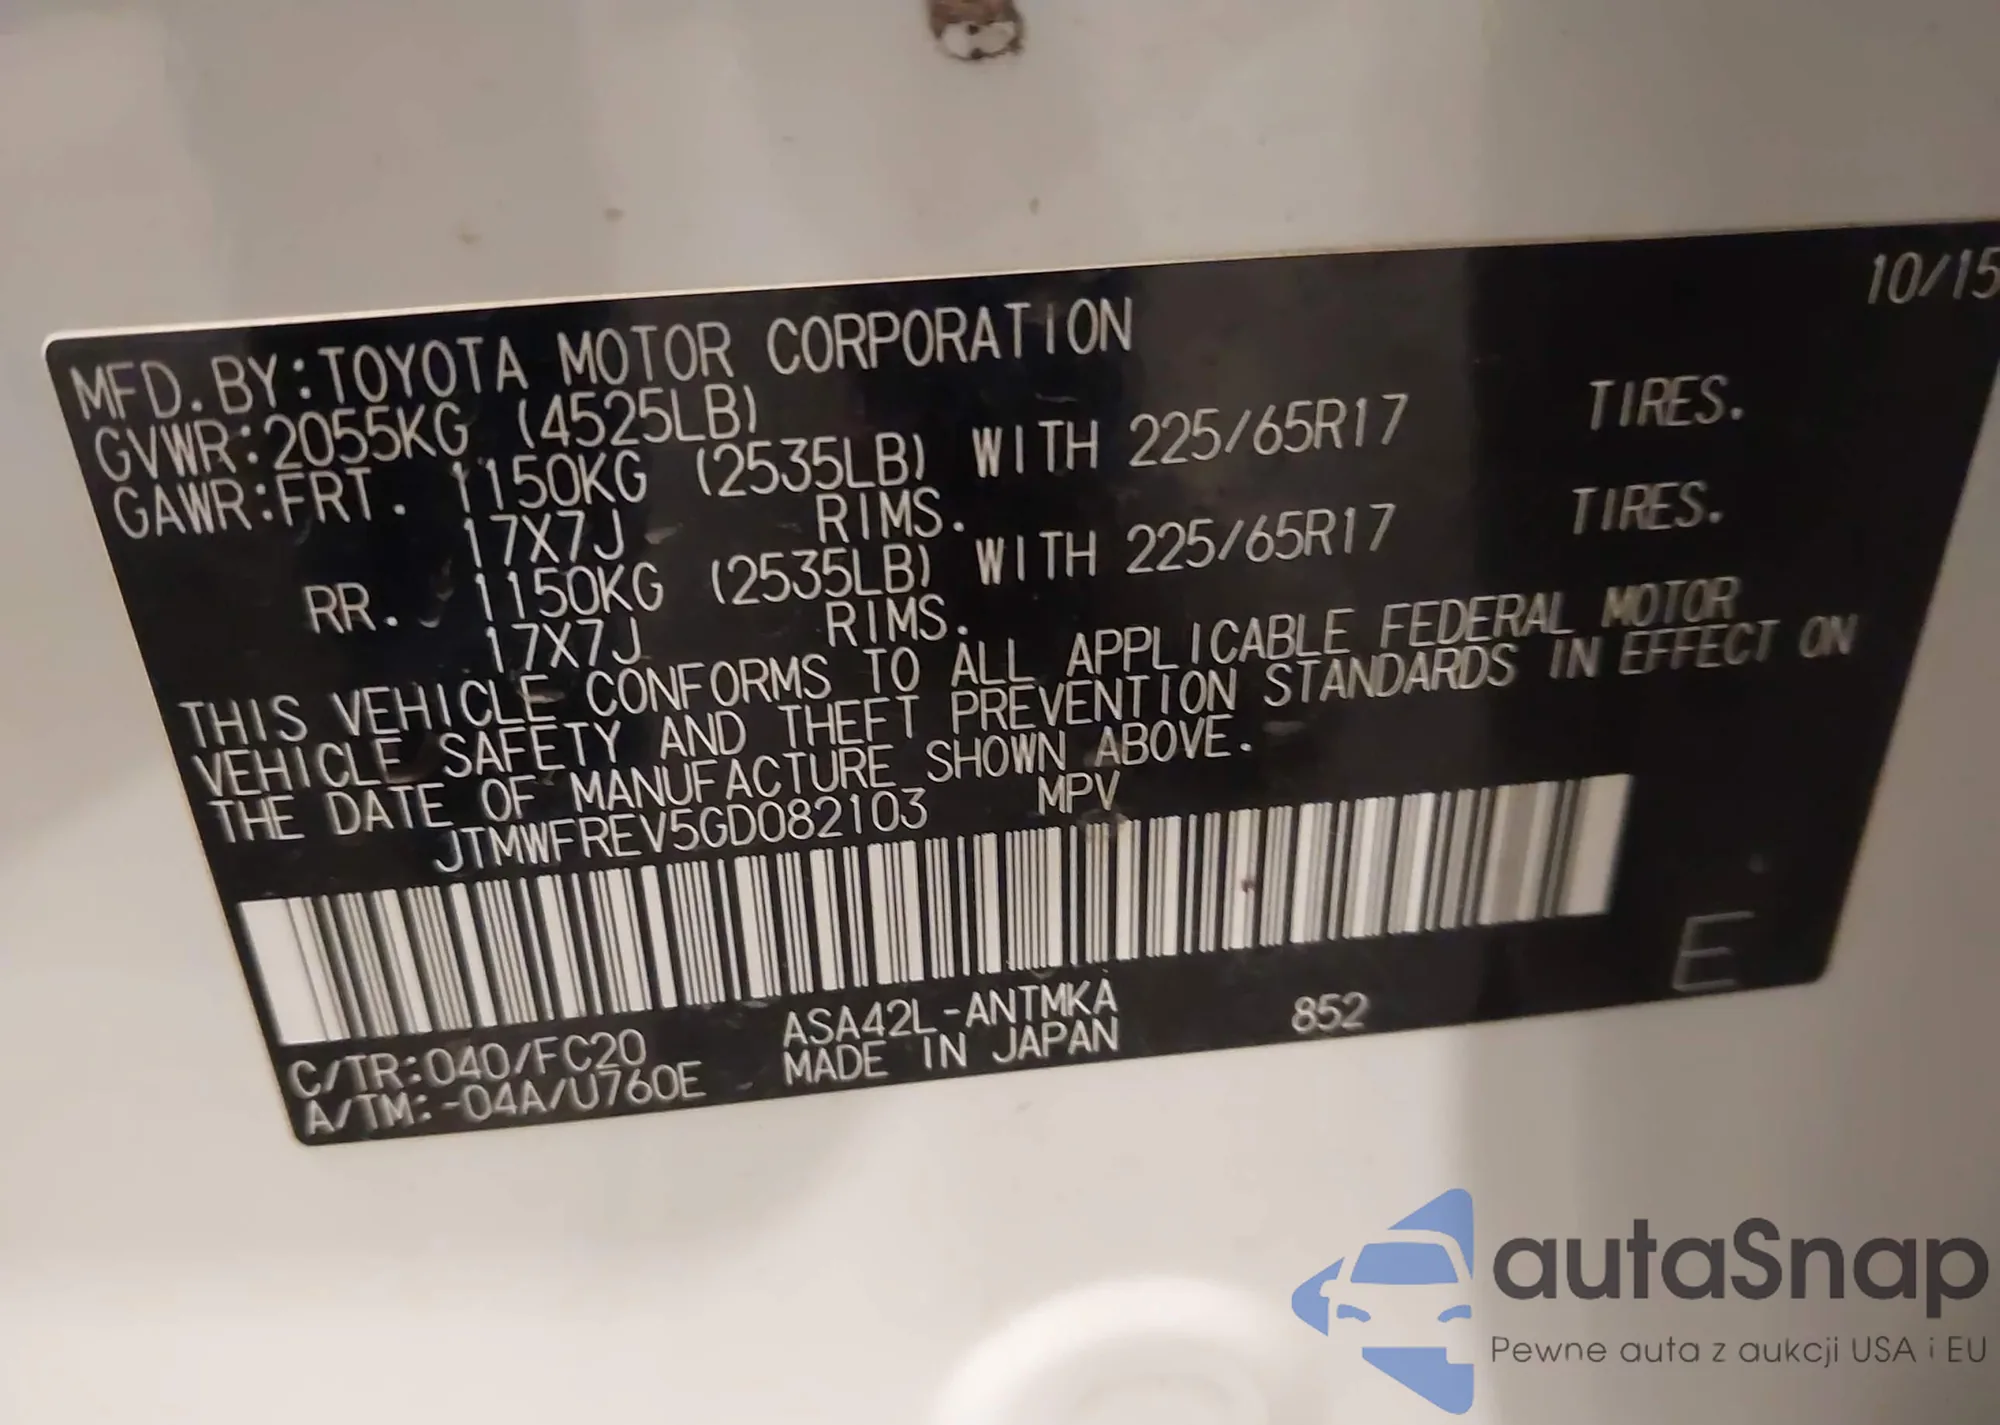 10/15
MFD. BY:TOYOTA MOTOR CORPORATION
GVWR:2055KG (4525LB)
GAWR:FRT. 1150KG (2535LB) WITH 225/65R17 TIRES.
17X7J RIMS.
RR. 1150KG (2535LB) WITH 225/65R17 TIRES.
17X7J RIMS.
THIS VEHICLE CONFORMS TO ALL APPLICABLE FEDERAL MOTOR
VEHICLE SAFETY AND THEFT PREVENTION STANDARDS IN EFFECT ON
THE DATE OF MANUFACTURE SHOWN ABOVE.
JTMWFREV5GD082103 MPV
C/TR:040/FC20 ASA42L-ANTMKA 852 E
A/TM:-04A/U760E MADE IN JAPAN
autaSnap
Pewne auta z aukcji USA i EU